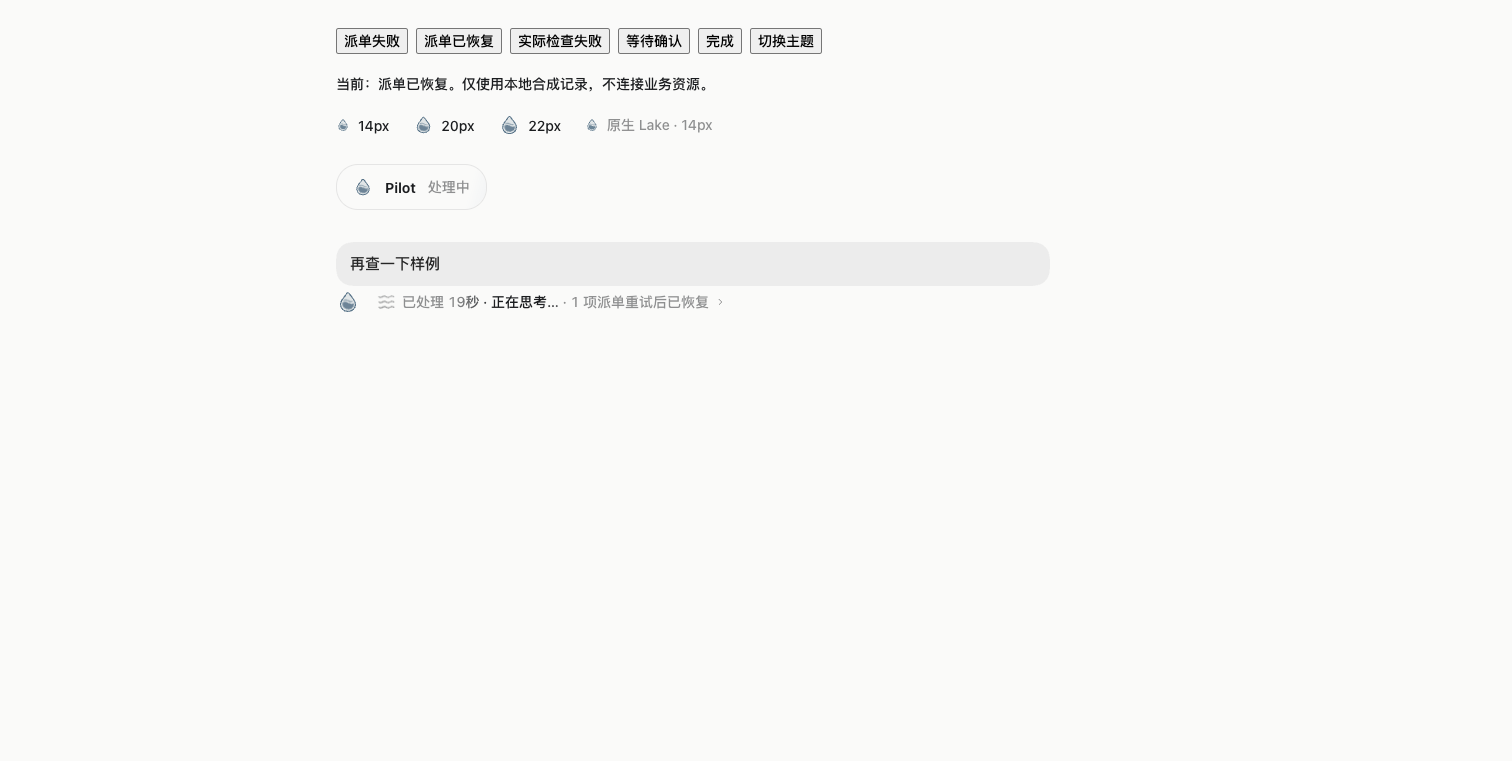 派单失败 派单已恢复 实际检查失败 等待确认 完成 切换主题
当前：派单已恢复。仅使用本地合成记录，不连接业务资源。
14px 20px 22px 原生 Lake · 14px
Pilot 处理中
再查一下样例
已处理 19秒 · 正在思考... · 1 项派单重试后已恢复 ›